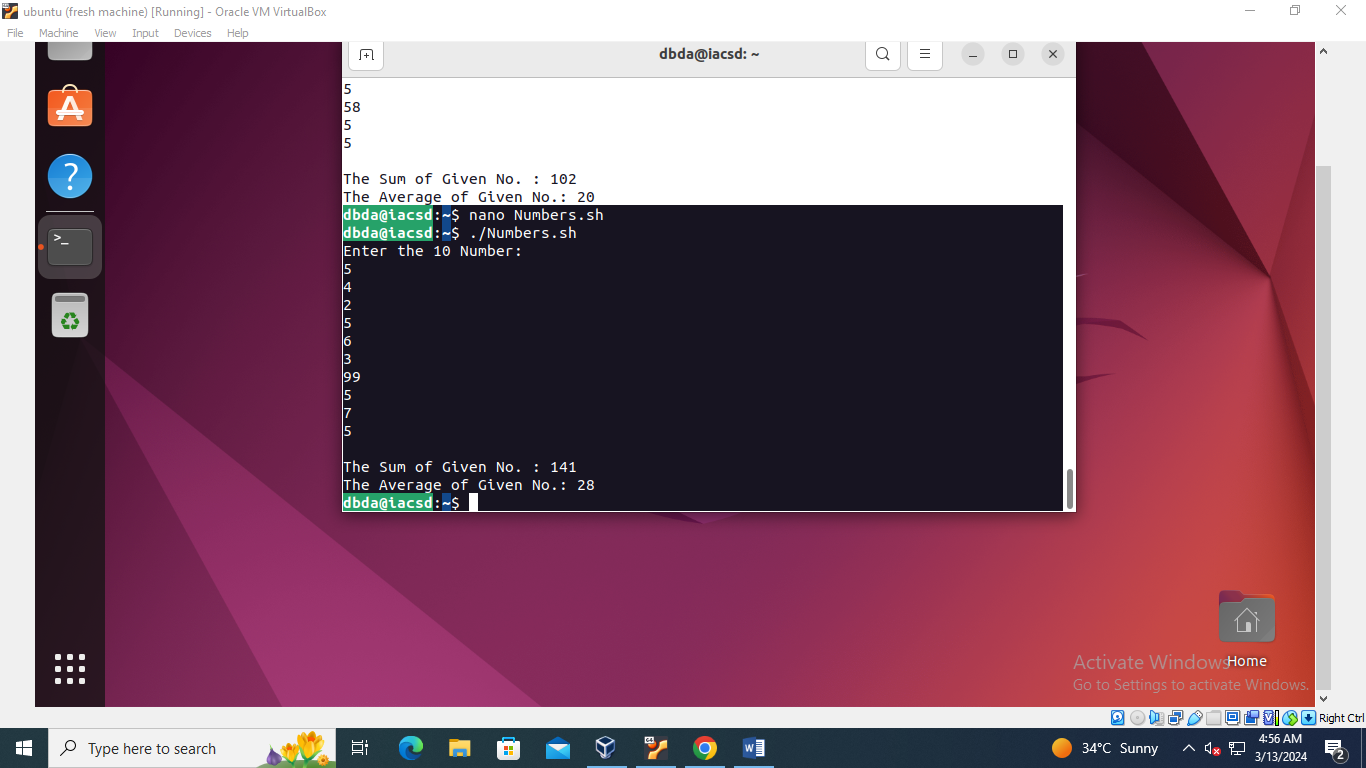 ubuntu (fresh machine) [Running] - Oracle VM VirtualBox
File Machine View Input Devices Help
dbda@iacsd: ~
5
58
5
5
The Sum of Given No. : 102
The Average of Given No.: 20
dbda@iacsd:~$ nano Numbers.sh
dbda@iacsd:~$ ./Numbers.sh
Enter the 10 Number:
5
4
2
5
6
3
99
5
7
5
The Sum of Given No. : 141
The Average of Given No.: 28
dbda@iacsd:~$
Home
Activate Windows
Go to Settings to activate Windows.
Right Ctrl
Type here to search
34°C Sunny
4:56 AM
3/13/2024
2